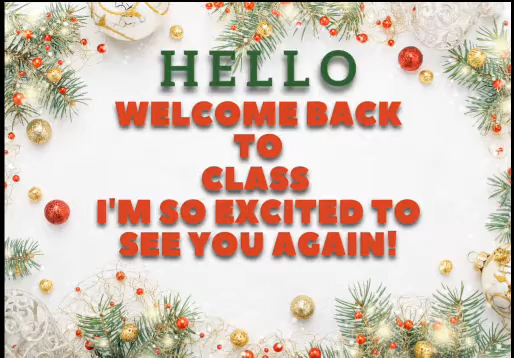 HELLO
WELCOME BACK
TO
CLASS
I'M SO EXCITED TO
SEE YOU AGAIN!